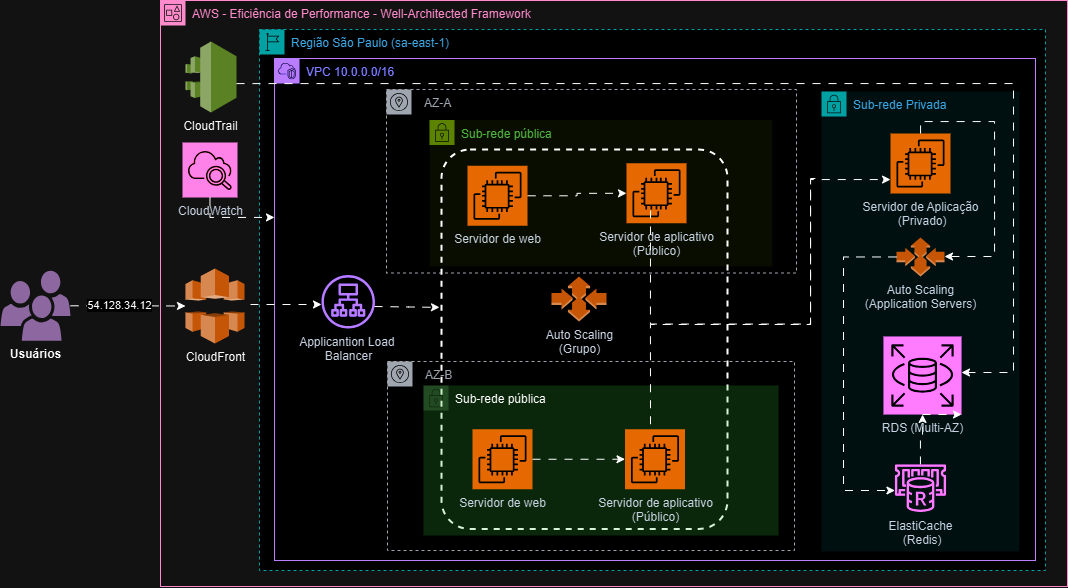 AWS - Eficiência de Performance - Well-Architected Framework
Região São Paulo (sa-east-1)
VPC 10.0.0.0/16
CloudTrail
CloudWatch
Usuários
54.128.34.12
CloudFront
Applicantion Load
Balancer
AZ-A
Sub-rede pública
Servidor de web
Servidor de aplicativo
(Público)
Auto Scaling
(Grupo)
AZ-B
Sub-rede pública
Servidor de web
Servidor de aplicativo
(Público)
Sub-rede Privada
Servidor de Aplicação
(Privado)
Auto Scaling
(Application Servers)
RDS (Multi-AZ)
R
ElastiCache
(Redis)